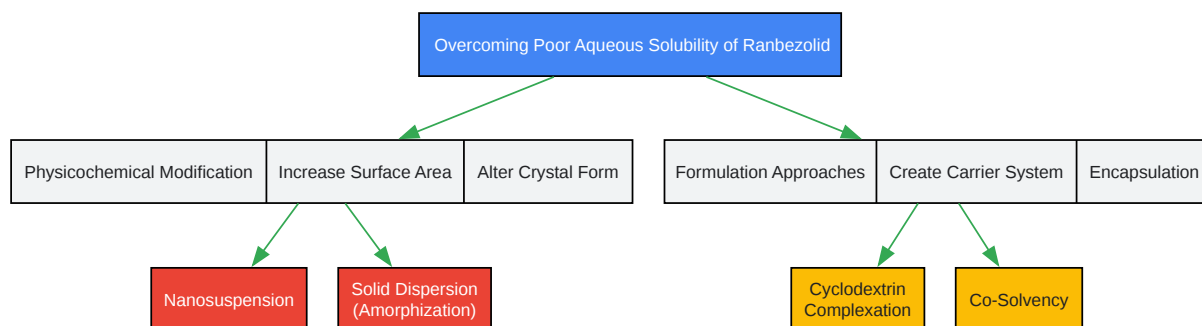 Overcoming Poor Aqueous Solubility of Ranbezolid
Physicochemical Modification
Increase Surface Area
Alter Crystal Form
Formulation Approaches
Create Carrier System
Encapsulation
Nanosuspension
Solid Dispersion
(Amorphization)
Cyclodextrin
Complexation
Co-Solvency